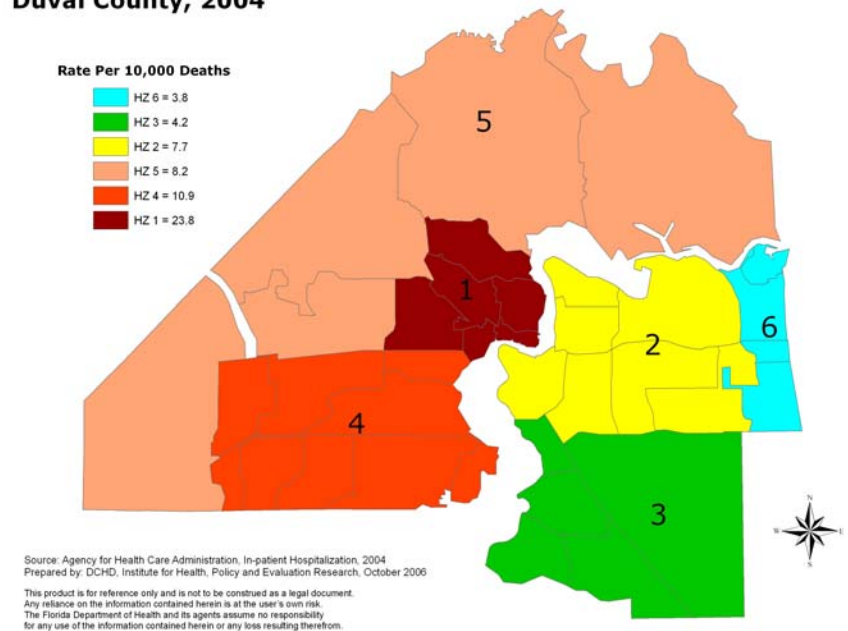 Duval County, 2004
Rate Per 10,000 Deaths
HZ 6 = 3.8
HZ 3 = 4.2
HZ 2 = 7.7
HZ 5 = 8.2
HZ 4 = 10.9
HZ 1 = 23.8
5
1
6
2
4
3
N
W
E
S
Source: Agency for Health Care Administration, In-patient Hospitalization, 2004
Prepared by: DCHD, Institute for Health, Policy and Evaluation Research, October 2006
This product is for reference only and is not to be construed as a legal document.
Any reliance on the information contained herein is at the user's own risk.
The Florida Department of Health and its agents assume no responsibility
for any use of the information contained herein or any loss resulting therefrom.